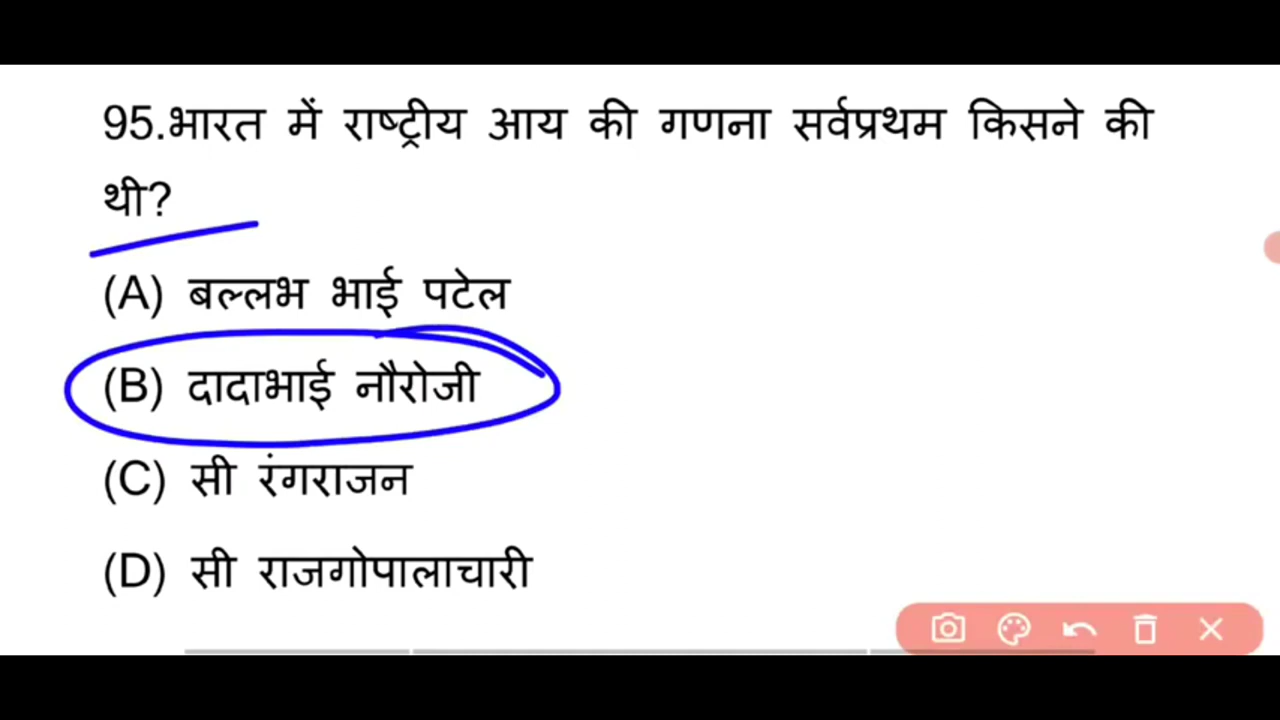 95.भारत में राष्ट्रीय आय की गणना सर्वप्रथम किसने की
थी?
(A) बल्लभ भाई पटेल
(B) दादाभाई नौरोजी
(C) सी रंगराजन
(D) सी राजगोपालाचारी